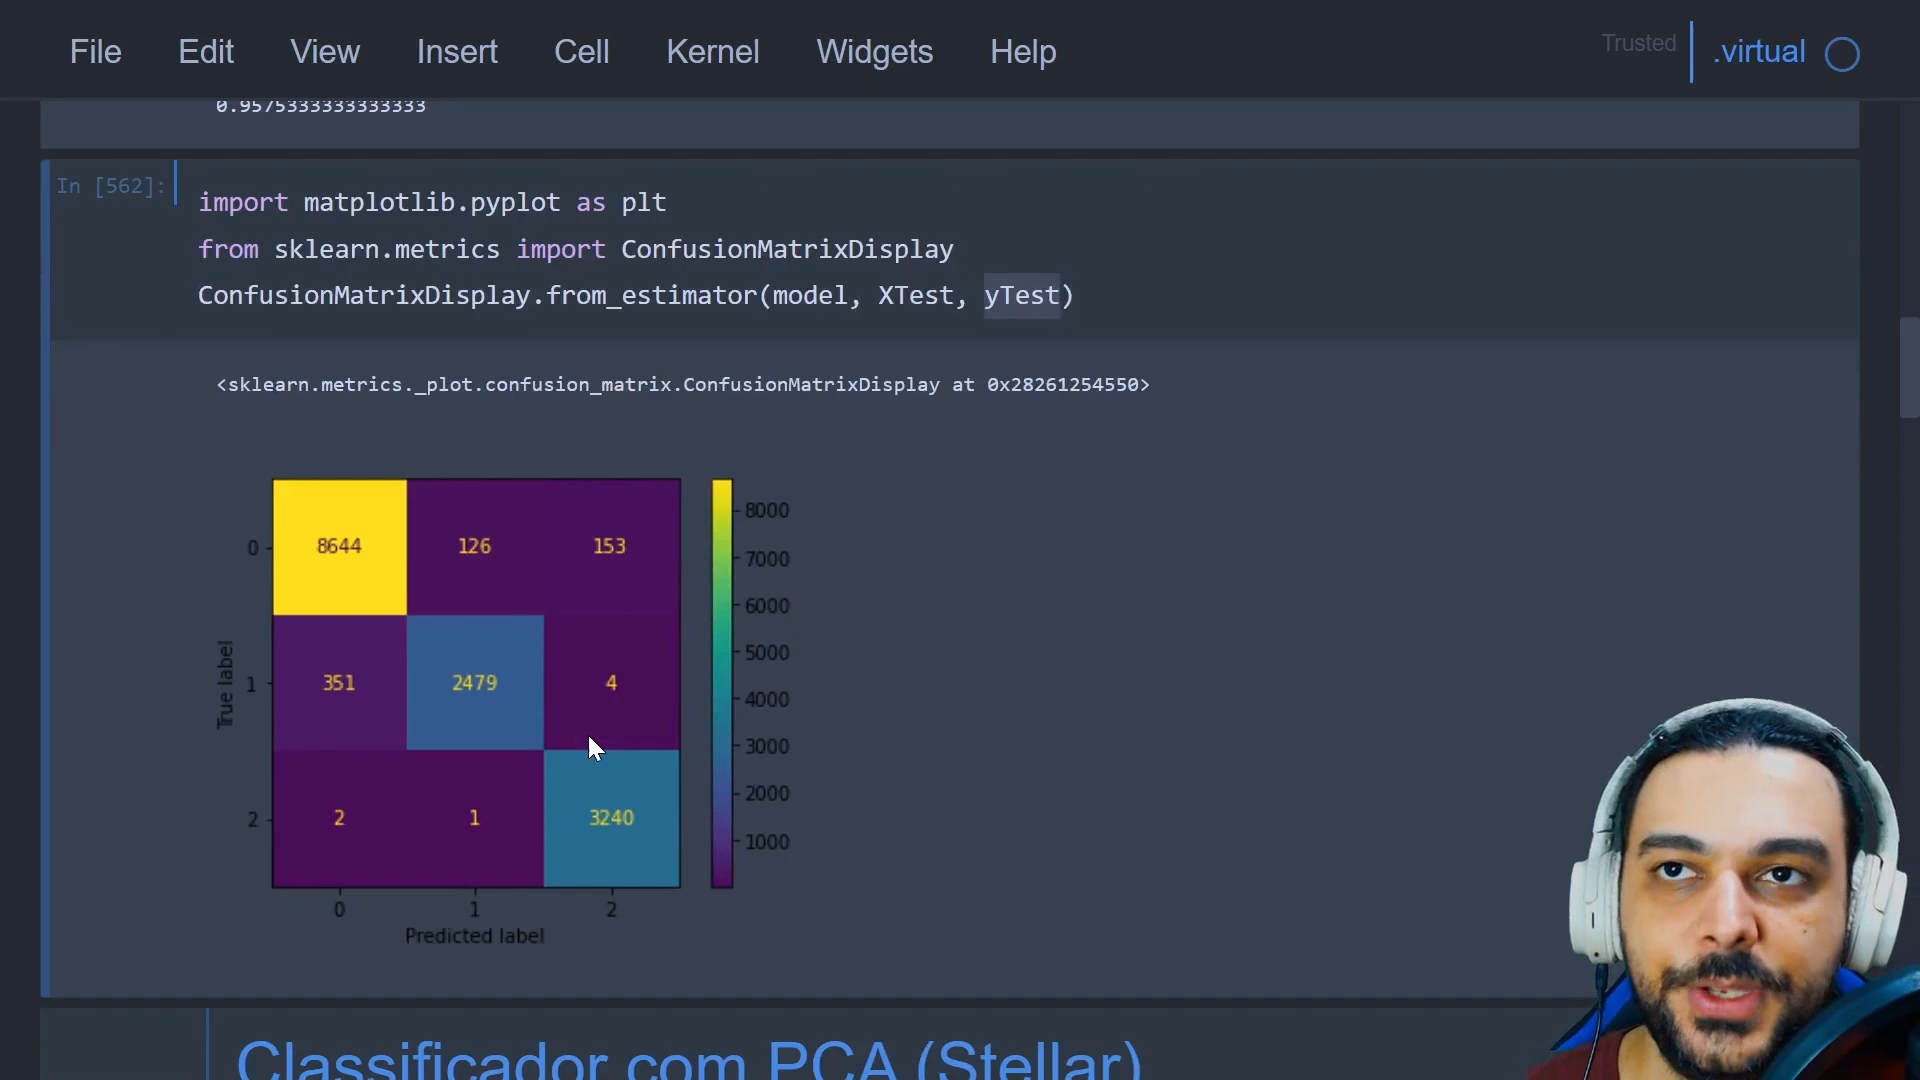 File Edit View Insert Cell Kernel Widgets Help Trusted .virtual
0.9575333333333333
In [562]:
import matplotlib.pyplot as plt
from sklearn.metrics import ConfusionMatrixDisplay
ConfusionMatrixDisplay.from_estimator(model, XTest, yTest)
<sklearn.metrics._plot.confusion_matrix.ConfusionMatrixDisplay at 0x28261254550>
8000
0 8644 126 153
7000
6000
5000
True label
1 351 2479 4
4000
3000
2000
2 2 1 3240
1000
0 1 2
Predicted label
Classificador com PCA (Stellar)